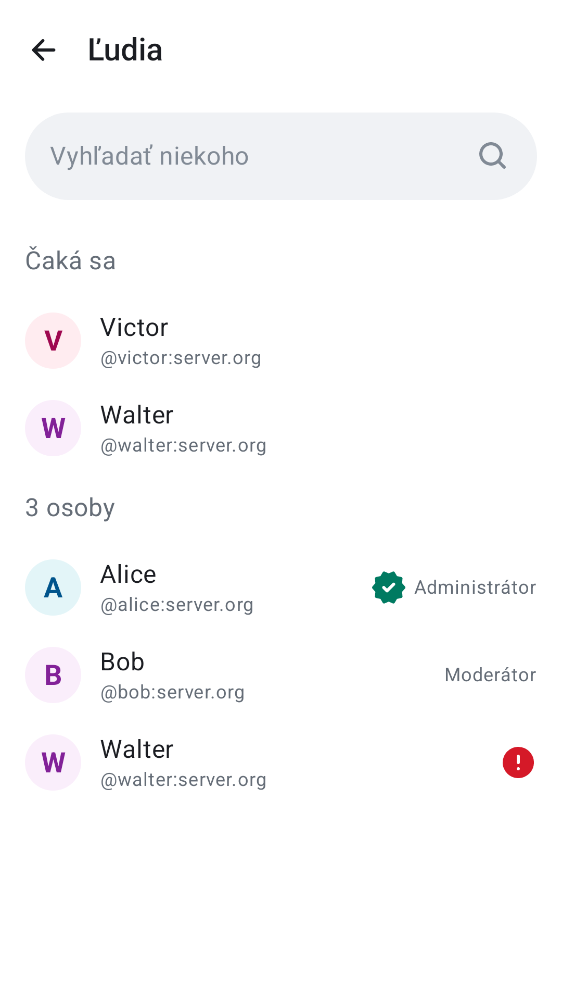 Ľudia
Vyhľadať niekoho
Čaká sa
V
Victor
@victor:server.org
W
Walter
@walter:server.org
3 osoby
A
Alice
@alice:server.org
Administrátor
B
Bob
@bob:server.org
Moderátor
W
Walter
@walter:server.org